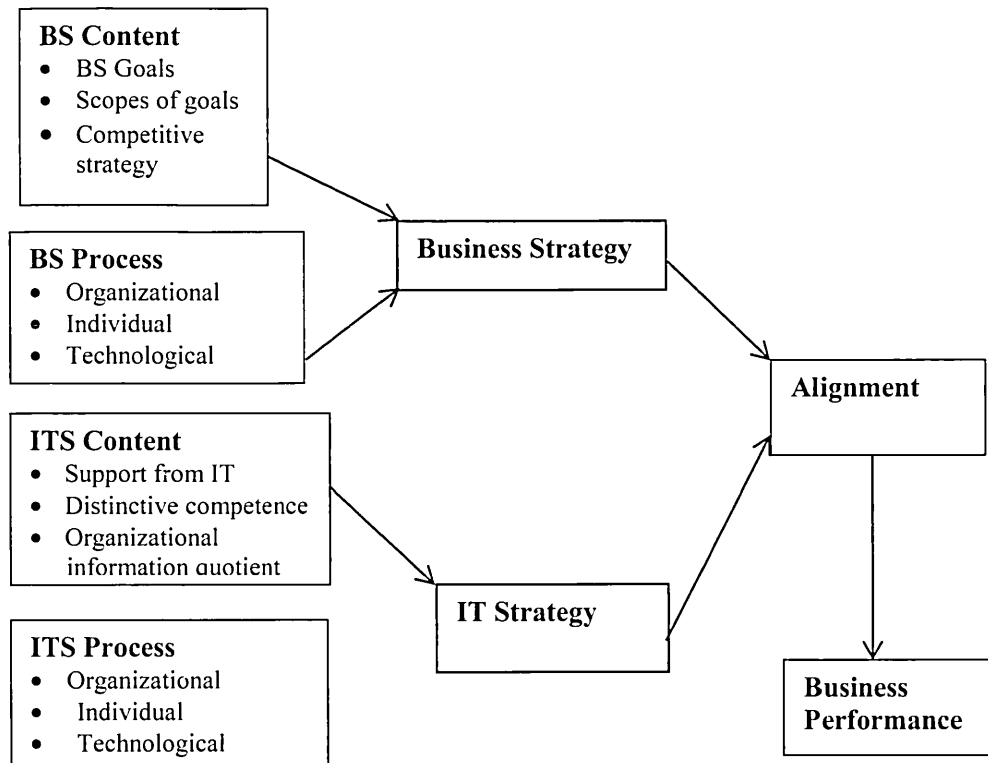 BS Content
• BS Goals
• Scopes of goals
• Competitive
strategy
BS Process
• Organizational
• Individual
• Technological
ITS Content
• Support from IT
• Distinctive competence
• Organizational
information quotient
ITS Process
• Organizational
• Individual
• Technological
Business Strategy
IT Strategy
Alignment
Business
Performance